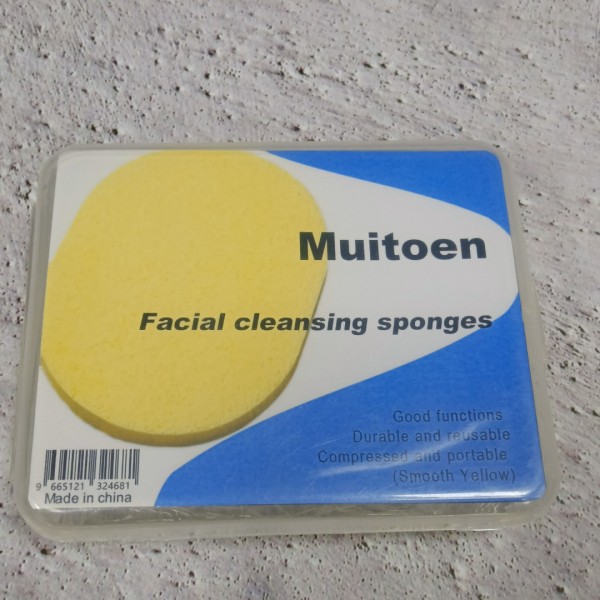 Muitoen
Facial cleansing sponges
Good functions
Durable and reusable
Compressed and portable
(Smooth Yellow)
9 665121 324681
Made in china